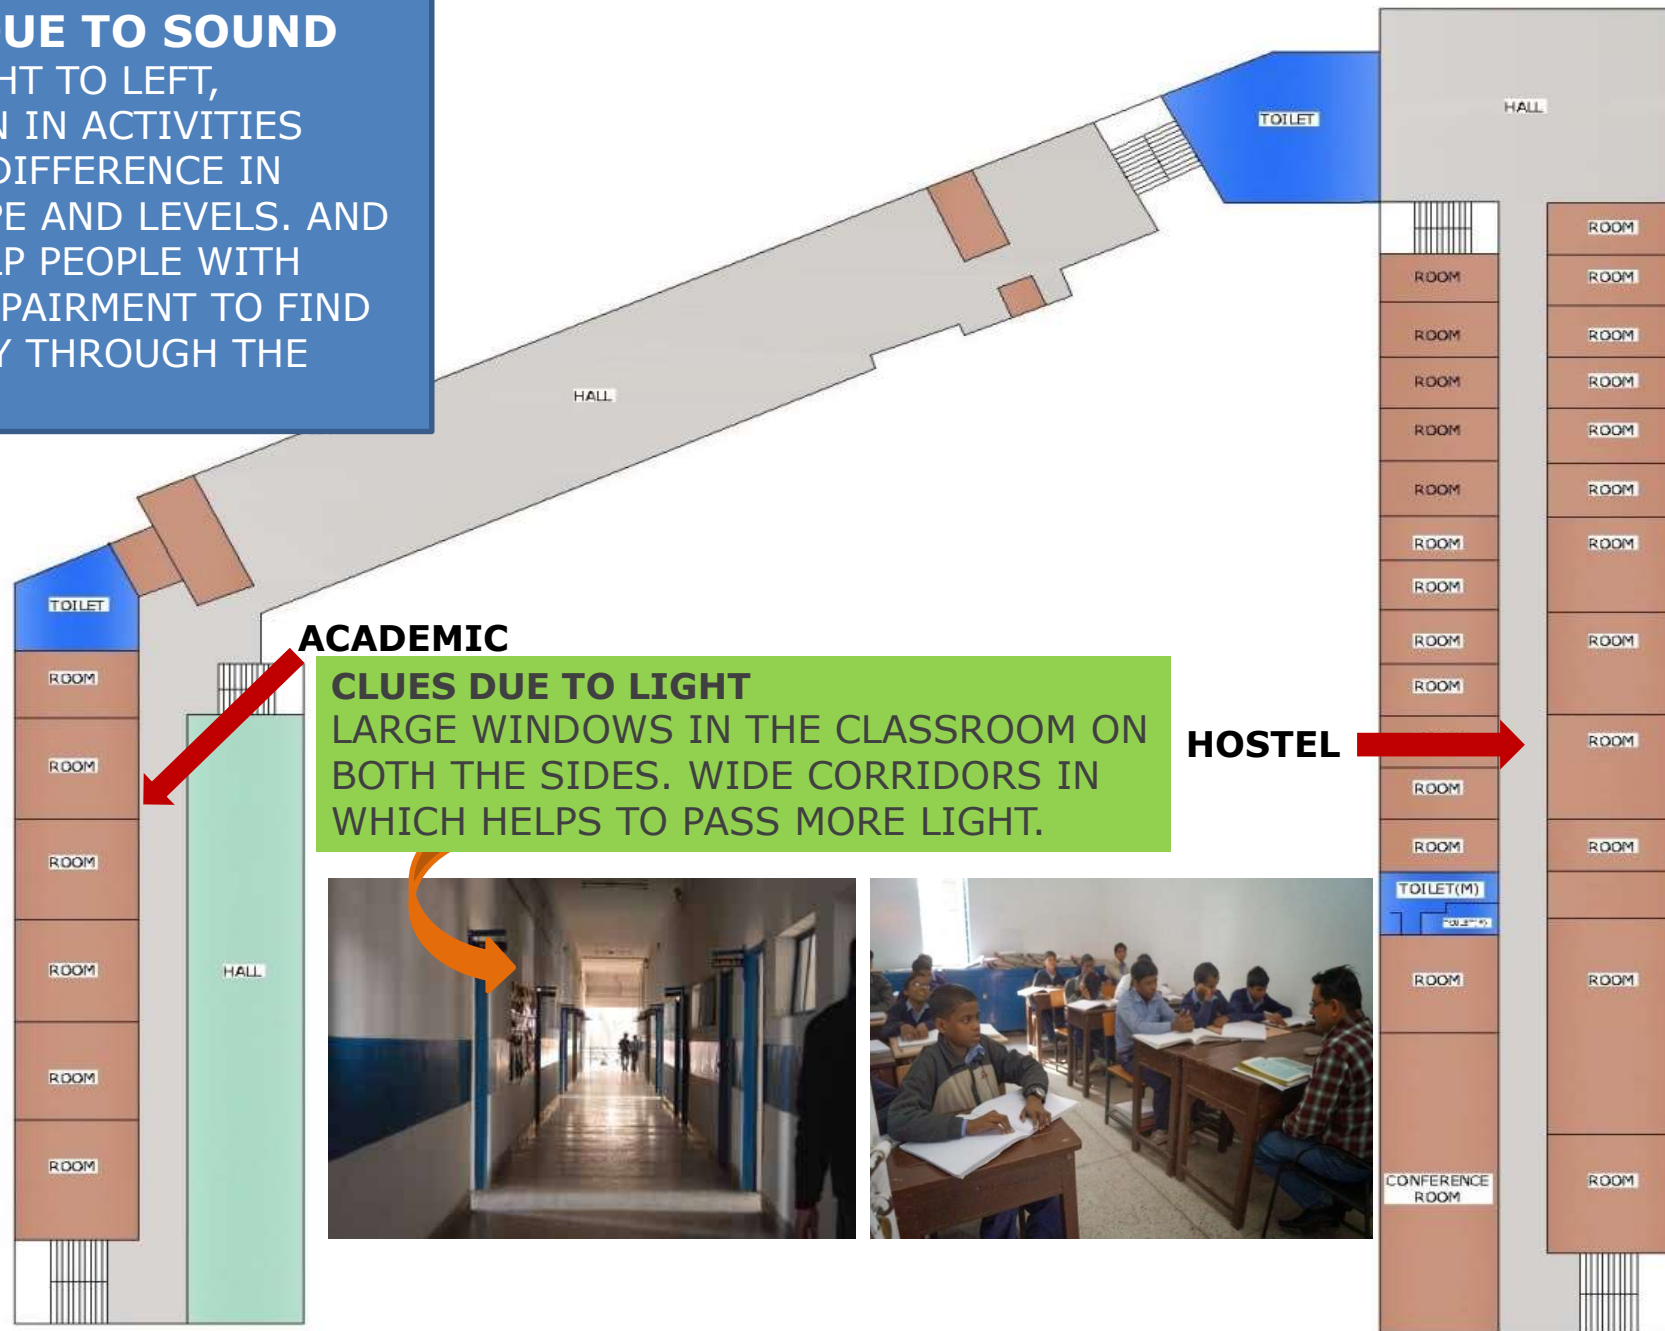 DUE TO SOUND
HT TO LEFT,
N IN ACTIVITIES
DIFFERENCE IN
PE AND LEVELS. AND
LP PEOPLE WITH
PAIRMENT TO FIND
Y THROUGH THE
TOILET
HALL
HALL
TOILET
ACADEMIC
CLUES DUE TO LIGHT
LARGE WINDOWS IN THE CLASSROOM ON
BOTH THE SIDES. WIDE CORRIDORS IN
WHICH HELPS TO PASS MORE LIGHT.
HOSTEL
ROOM
ROOM
ROOM
ROOM
ROOM
ROOM
HALL
ROOM
ROOM
ROOM
ROOM
ROOM
ROOM
ROOM
ROOM
ROOM
ROOM
ROOM
TOILET(M)
ROOM
CONFERENCE
ROOM
ROOM
ROOM
ROOM
ROOM
ROOM
ROOM
ROOM
ROOM
ROOM
ROOM
ROOM
ROOM